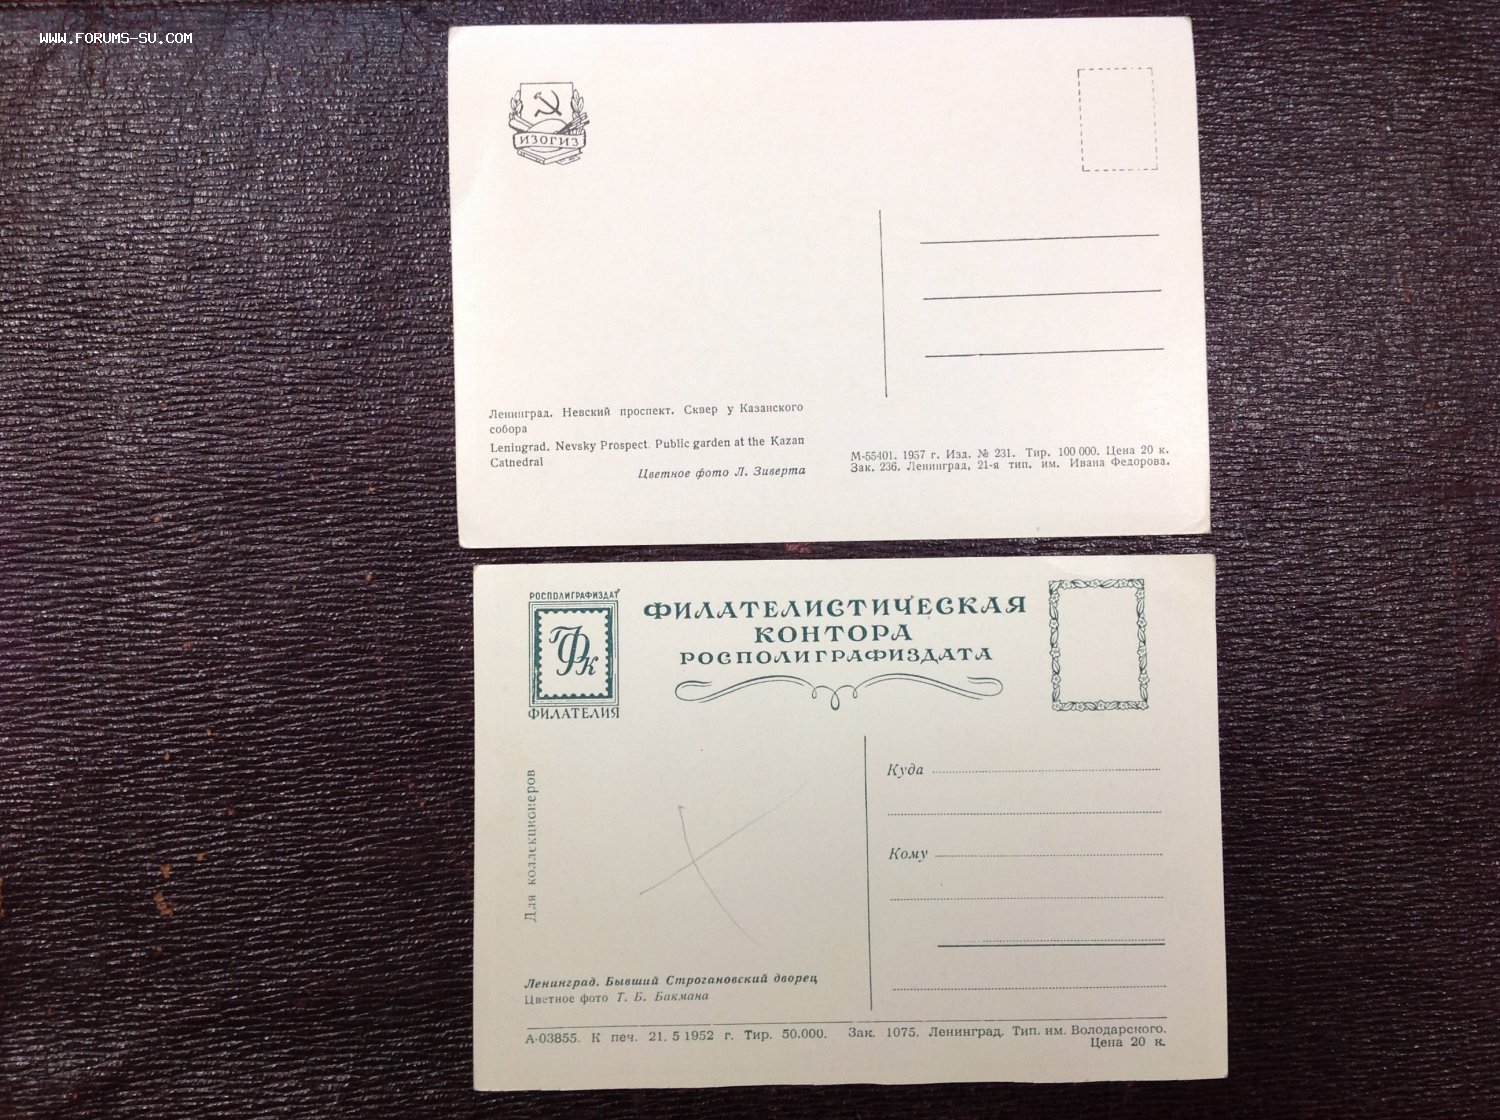 WWW.FORUMS-SU.COM
ИЗОГИЗ
Ленинград. Невский проспект. Сквер у Казанского
собора
Leningrad. Nevsky Prospect. Public garden at the Kazan
Catnedral
Цветное фото Л. Зиверта
М-55401. 1957 г. Изд. № 231. Тир. 100 000. Цена 20 к.
Зак. 236. Ленинград, 21-я тип. им. Ивана Федорова.
РОСПОЛИГРАФИЗДАТ
ГФК
ФИЛАТЕЛИЯ
ФИЛАТЕЛИСТИЧЕСКАЯ
КОНТОРА
РОСПОЛИГРАФИЗДАТА
Для коллекционеров
Куда
Кому
Ленинград. Бывший Строгановский дворец
Цветное фото Т. Б. Бакмана
А-03855. К печ. 21. 5 1952 г. Тир. 50.000. Зак. 1075. Ленинград. Тип. им. Володарского.
Цена 20 к.